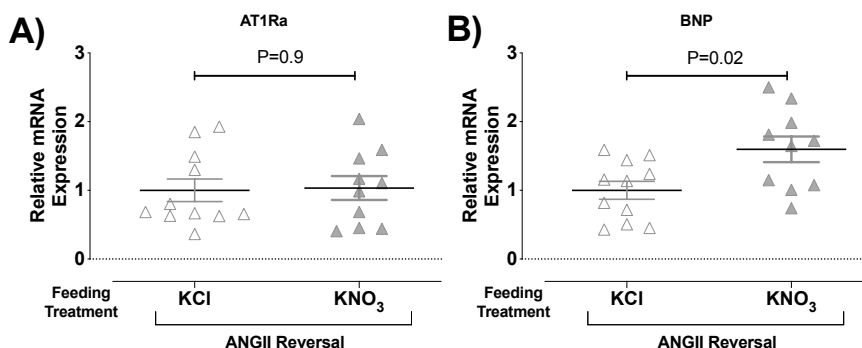 A)
AT1Ra
Relative mRNA
Expression
3
2
1
0
P=0.9
KCl
KNO3
Feeding
Treatment
ANGII Reversal
B)
BNP
Relative mRNA
Expression
3
2
1
0
P=0.02
KCl
KNO3
Feeding
Treatment
ANGII Reversal